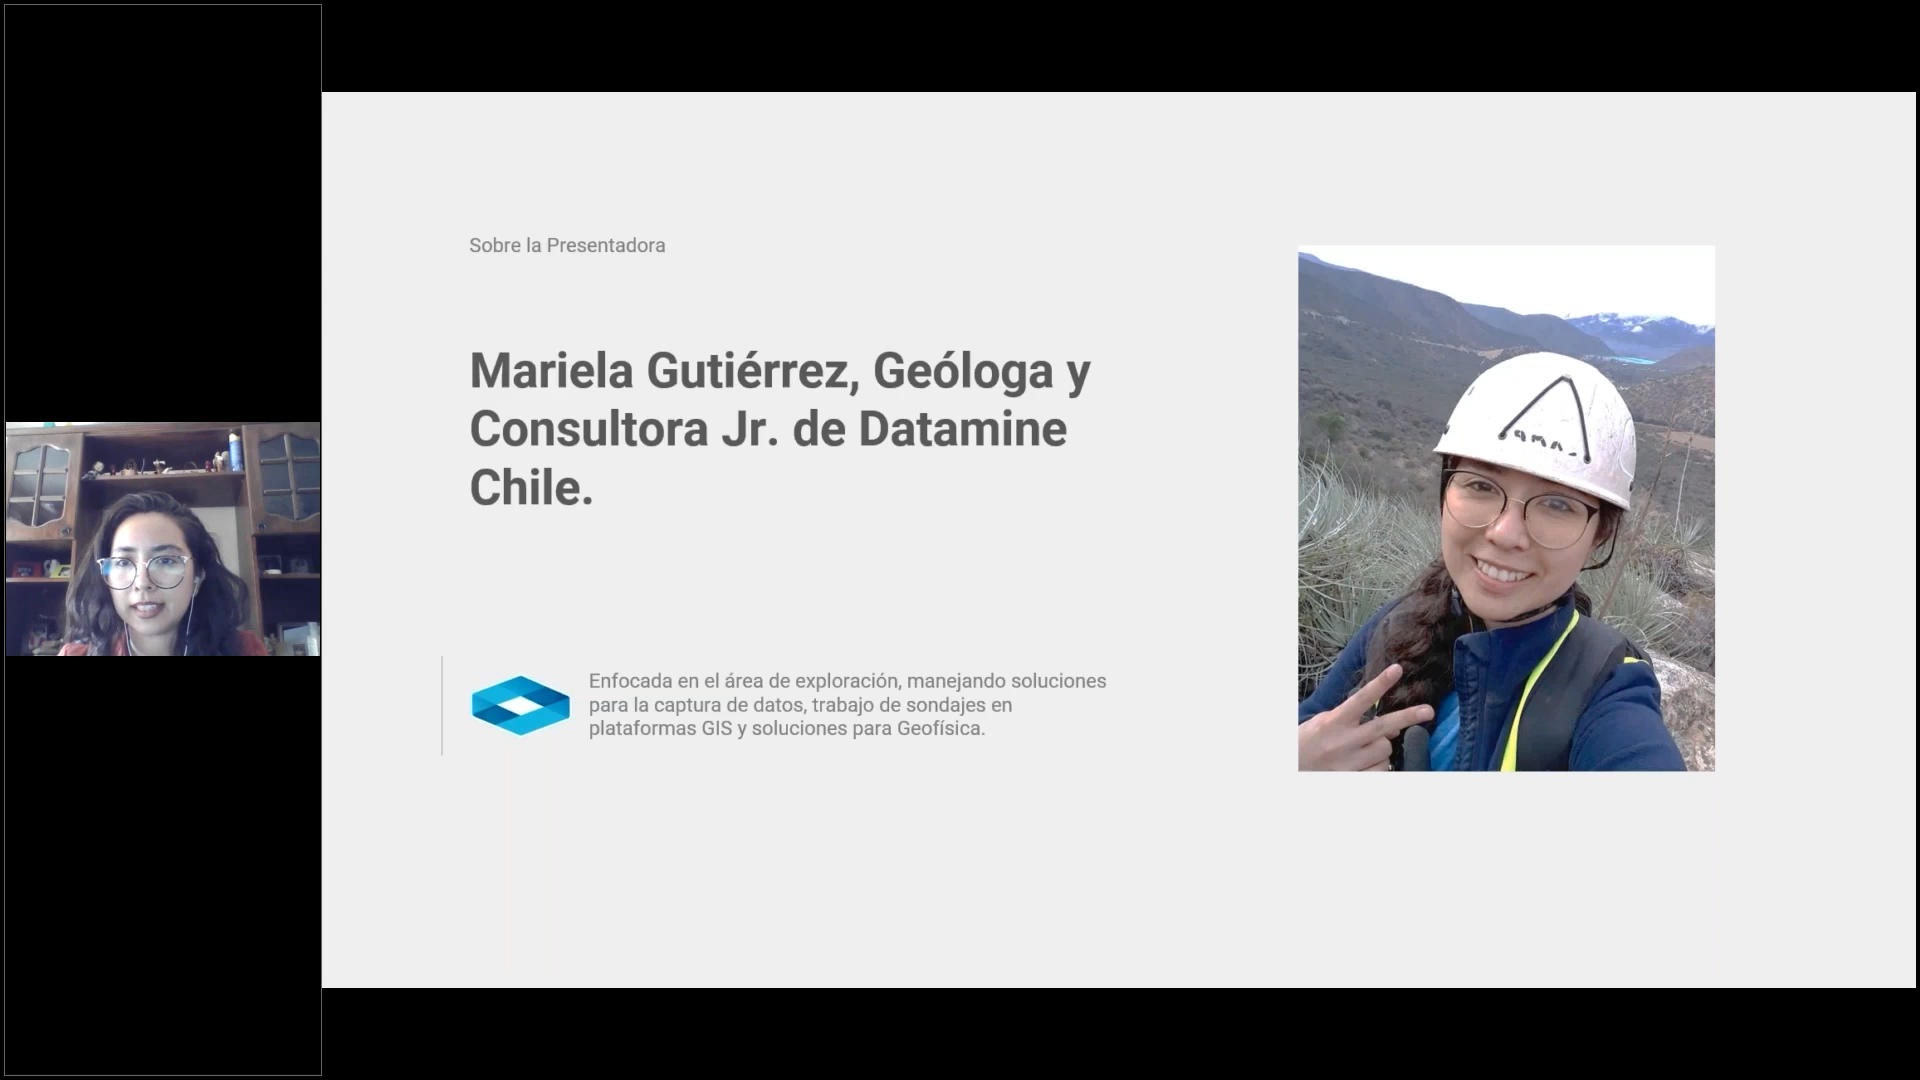 Sobre la Presentadora
Mariela Gutiérrez, Geóloga y
Consultora Jr. de Datamine
Chile.
Enfocada en el área de exploración, manejando soluciones
para la captura de datos, trabajo de sondajes en
plataformas GIS y soluciones para Geofísica.